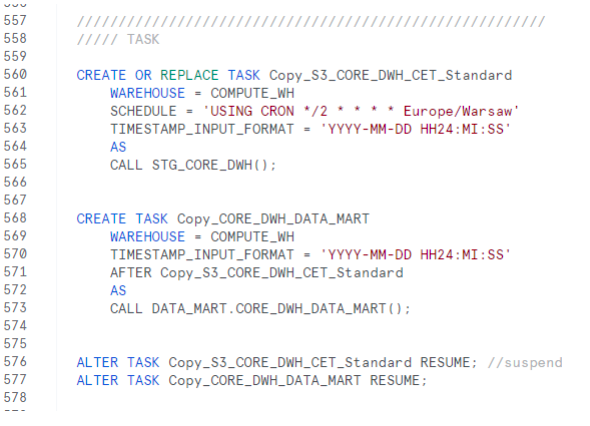 557 ////////////////////////////////////////////////////////
558 ///// TASK
559
560 CREATE OR REPLACE TASK Copy_S3_CORE_DWH_CET_Standard
561 WAREHOUSE = COMPUTE_WH
562 SCHEDULE = 'USING CRON */2 * * * * Europe/Warsaw'
563 TIMESTAMP_INPUT_FORMAT = 'YYYY-MM-DD HH24:MI:SS'
564 AS
565 CALL STG_CORE_DWH();
566
567
568 CREATE TASK Copy_CORE_DWH_DATA_MART
569 WAREHOUSE = COMPUTE_WH
570 TIMESTAMP_INPUT_FORMAT = 'YYYY-MM-DD HH24:MI:SS'
571 AFTER Copy_S3_CORE_DWH_CET_Standard
572 AS
573 CALL DATA_MART.CORE_DWH_DATA_MART();
574
575
576 ALTER TASK Copy_S3_CORE_DWH_CET_Standard RESUME; //suspend
577 ALTER TASK Copy_CORE_DWH_DATA_MART RESUME;
578